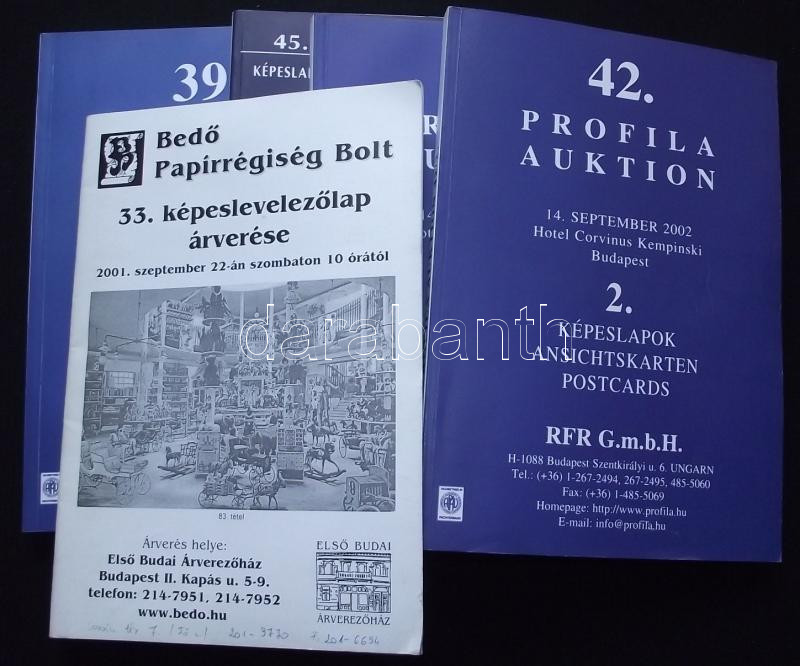 39
45.
KÉPESLA
42.
PROFILA
AUKTION
14. SEPTEMBER 2002
Hotel Corvinus Kempinski
Budapest
2.
KÉPESLAPOK
ANSICHTSKARTEN
POSTCARDS
RFR G.m.b.H.
H-1088 Budapest Szentkirályi u. 6. UNGARN
Tel.: (+36) 1-267-2494, 267-2495, 485-5060
Fax: (+36) 1-485-5069
Homepage: http://www.profila.hu
E-mail: info@profila.hu
Bedő
Papírrégiség Bolt
33. képeslevelezőlap
árverése
2001. szeptember 22-án szombaton 10 órától
darabanth
83 tétel
Árverés helye:
Első Budai Árverezőház
Budapest II. Kapás u. 5-9.
telefon: 214-7951, 214-7952
www.bedo.hu
ELSŐ BUDAI
ÁRVEREZŐHÁZ
201-9770
201-6694